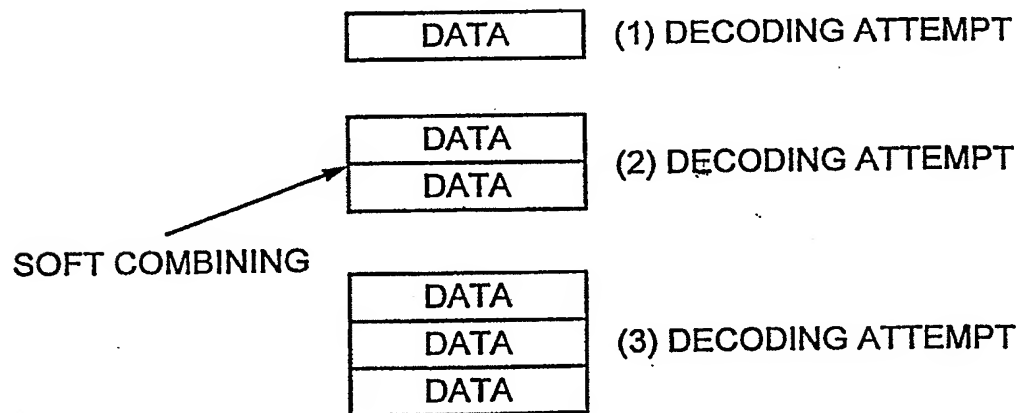 DATA (1) DECODING ATTEMPT
DATA
DATA (2) DECODING ATTEMPT
SOFT COMBINING
DATA
DATA (3) DECODING ATTEMPT
DATA